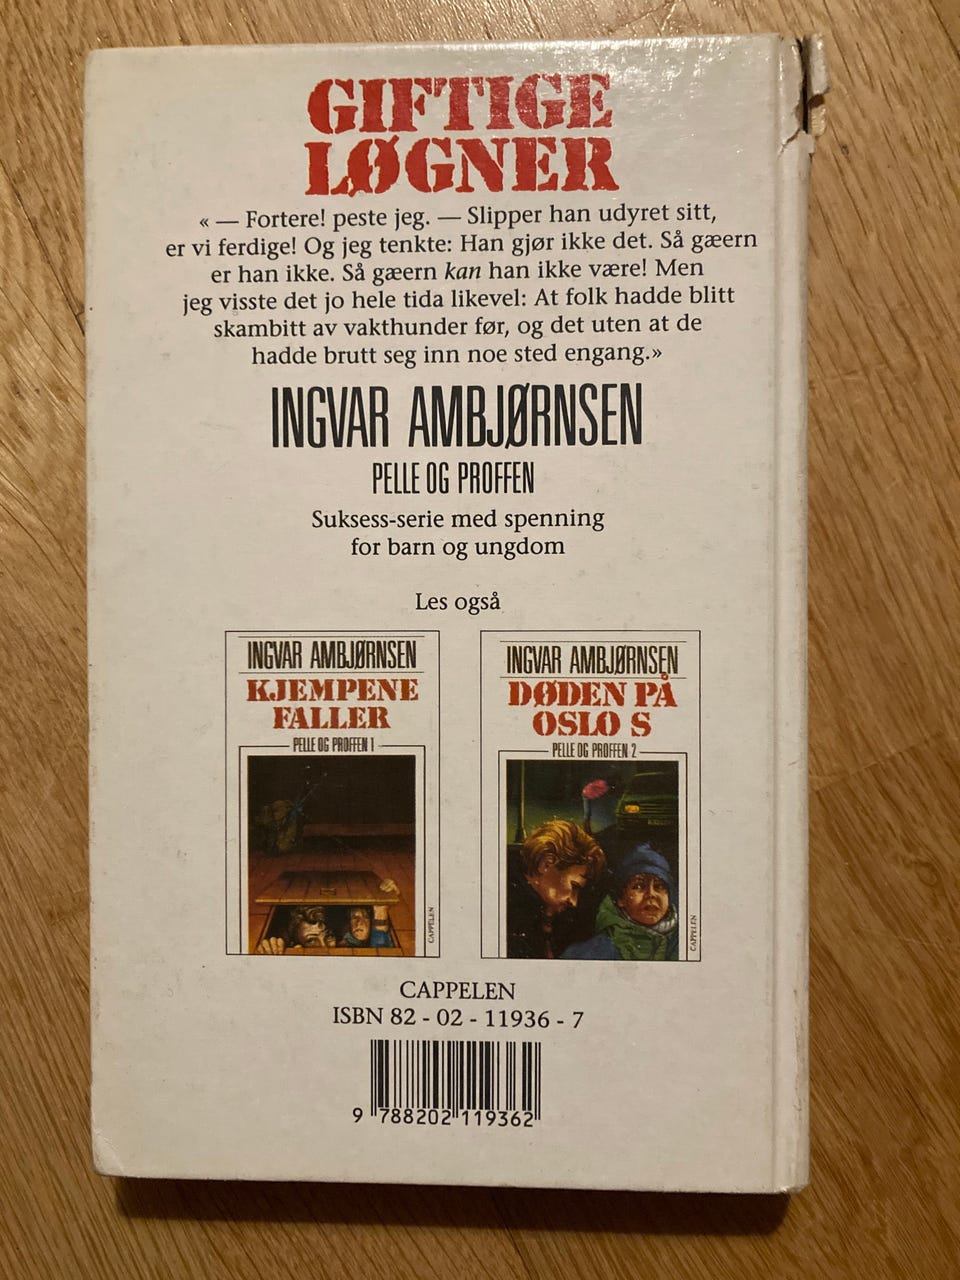 GIFTIGE
LØGNER
« — Fortere! peste jeg. — Slipper han udyret sitt,
er vi ferdige! Og jeg tenkte: Han gjør ikke det. Så gæern
er han ikke. Så gæern kan han ikke være! Men
jeg visste det jo hele tida likevel: At folk hadde blitt
skambitt av vakthunder før, og det uten at de
hadde brutt seg inn noe sted engang.»
INGVAR AMBJØRNSEN
PELLE OG PROFFEN
Suksess-serie med spenning
for barn og ungdom
Les også
INGVAR AMBJØRNSEN
KJEMPENE
FALLER
PELLE OG PROFFEN 1
CAPPELEN
INGVAR AMBJØRNSEN
DØDEN PÅ
OSLO S
PELLE OG PROFFEN 2
CAPPELEN
CAPPELEN
ISBN 82 - 02 - 11936 - 7
9 788202 119362